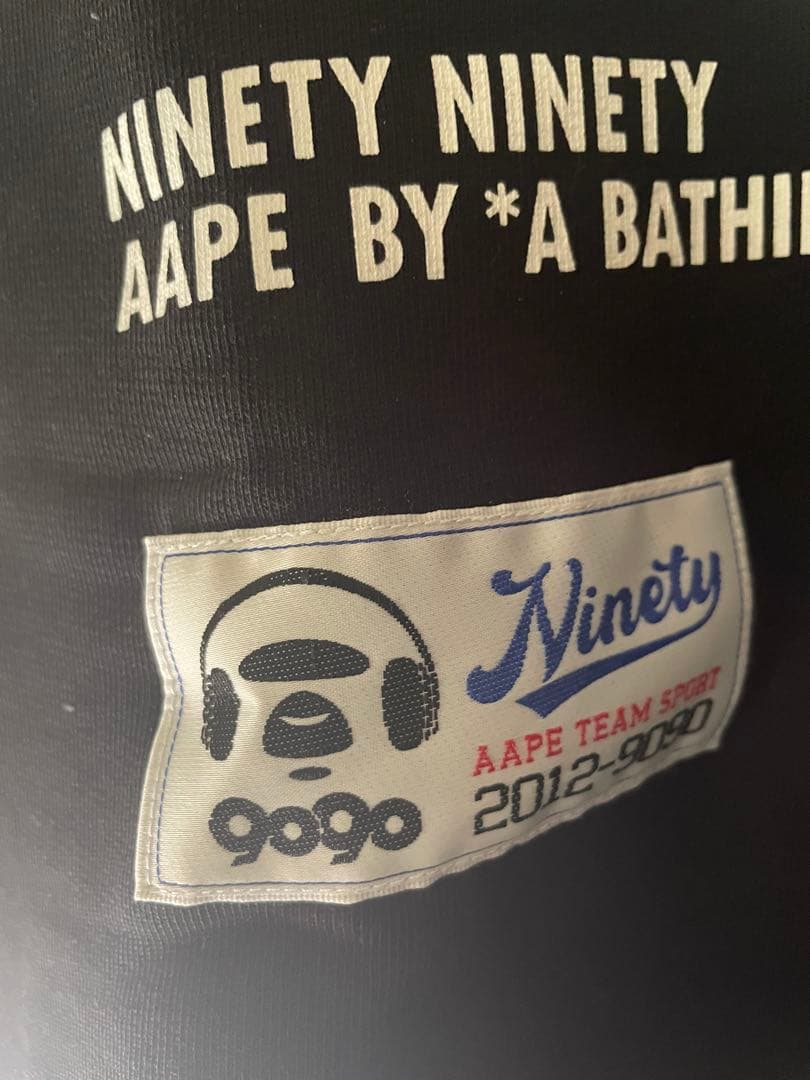 NINETY NINETY
AAPE BY *A BATHI
Ninety
AAPE TEAM SPORT
2012-9090
9090